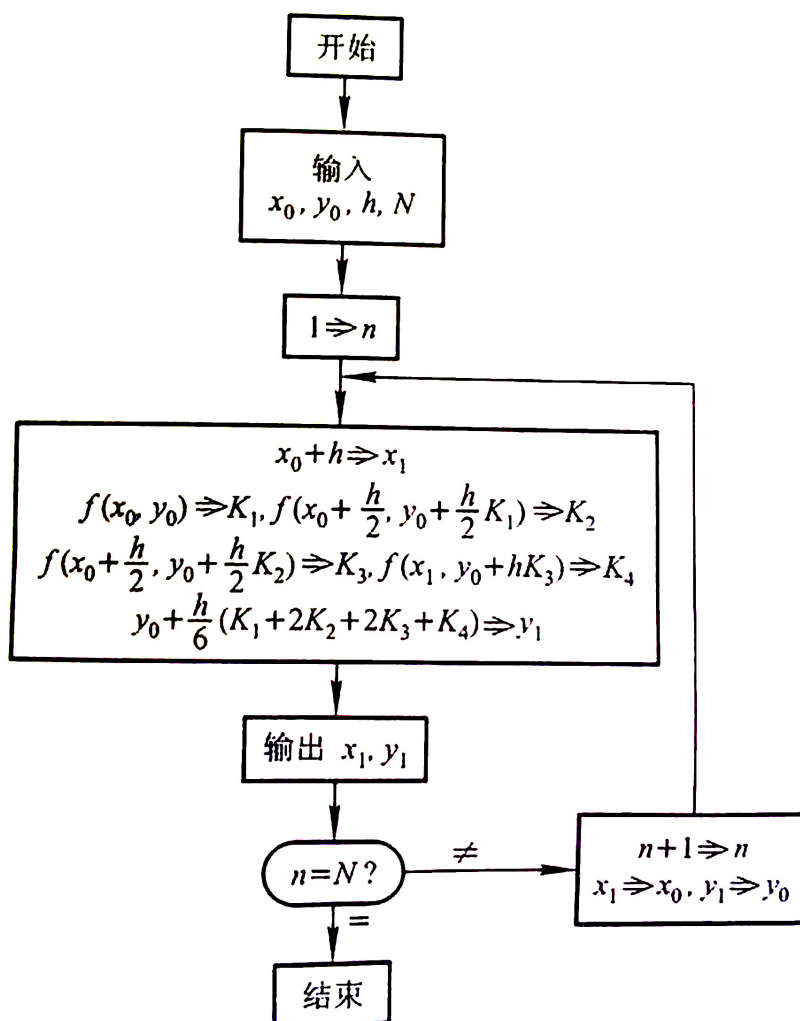 开始
输入
x₀, y₀, h, N
1⇒n
x₀+h⇒x₁
f(x₀, y₀)⇒K₁, f(x₀+h/2, y₀+h/2 K₁)⇒K₂
f(x₀+h/2, y₀+h/2 K₂)⇒K₃, f(x₁, y₀+hK₃)⇒K₄
y₀+h/6 (K₁+2K₂+2K₃+K₄)⇒y₁
输出 x₁, y₁
n=N?
≠
n+1⇒n
x₁⇒x₀, y₁⇒y₀
=
结束